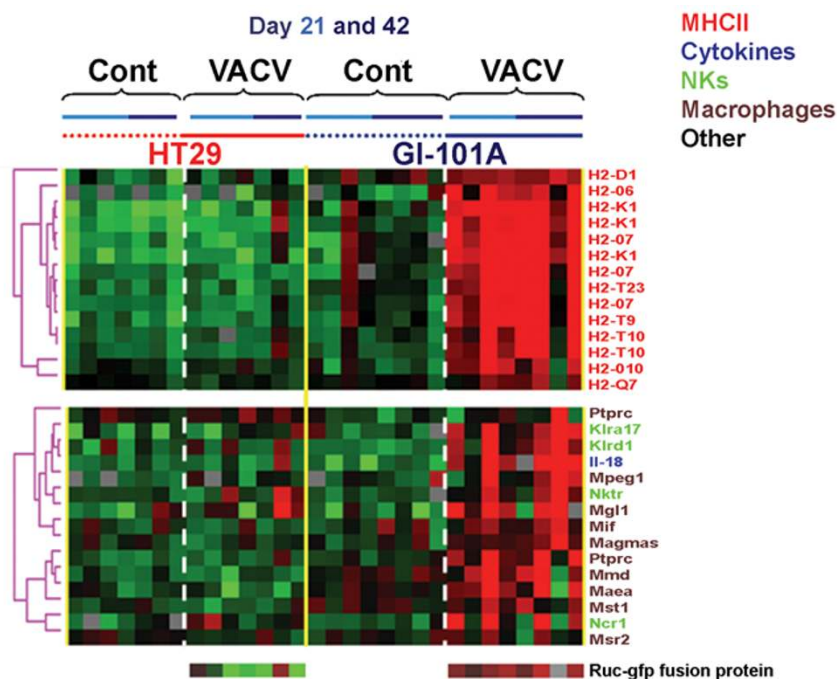 Day 21 and 42
Cont VACV Cont VACV
HT29 GI-101A
MHCII
Cytokines
NKs
Macrophages
Other
H2-D1
H2-06
H2-K1
H2-K1
H2-07
H2-K1
H2-07
H2-T23
H2-07
H2-T9
H2-T10
H2-T10
H2-010
H2-Q7
Ptprc
Klra17
Klrd1
Il-18
Mpeg1
Nktr
Mgl1
Mif
Magmas
Ptprc
Mmd
Maea
Mst1
Ncr1
Msr2
Ruc-gfp fusion protein